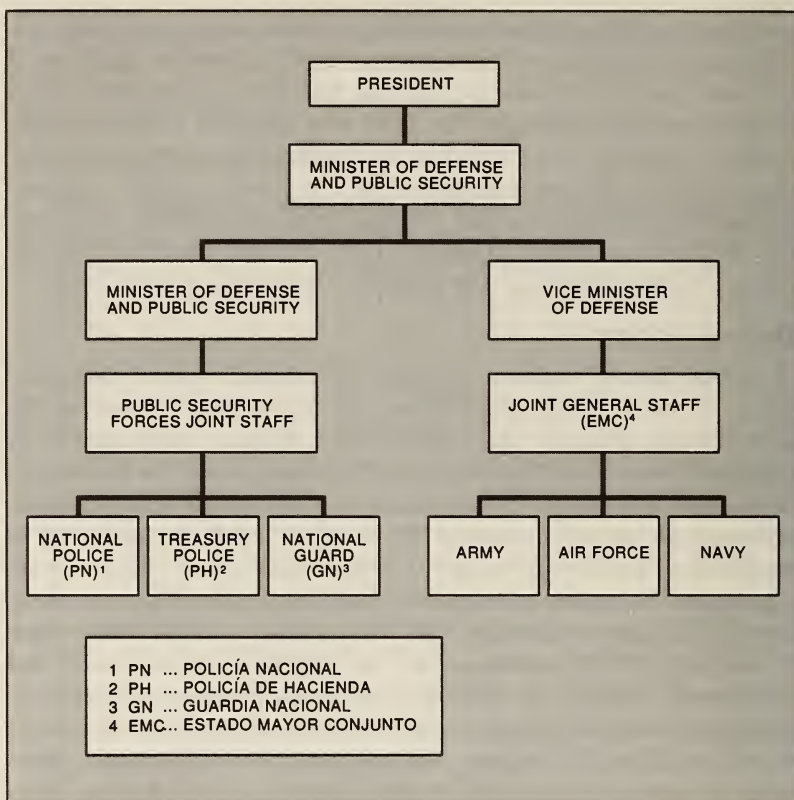 PRESIDENT
MINISTER OF DEFENSE
AND PUBLIC SECURITY
MINISTER OF DEFENSE
AND PUBLIC SECURITY
VICE MINISTER
OF DEFENSE
PUBLIC SECURITY
FORCES JOINT STAFF
JOINT GENERAL STAFF
(EMC)⁴
NATIONAL
POLICE
(PN)¹
TREASURY
POLICE
(PH)²
NATIONAL
GUARD
(GN)³
ARMY
AIR FORCE
NAVY
1 PN ... POLICÍA NACIONAL
2 PH ... POLICÍA DE HACIENDA
3 GN ... GUARDIA NACIONAL
4 EMC... ESTADO MAYOR CONJUNTO